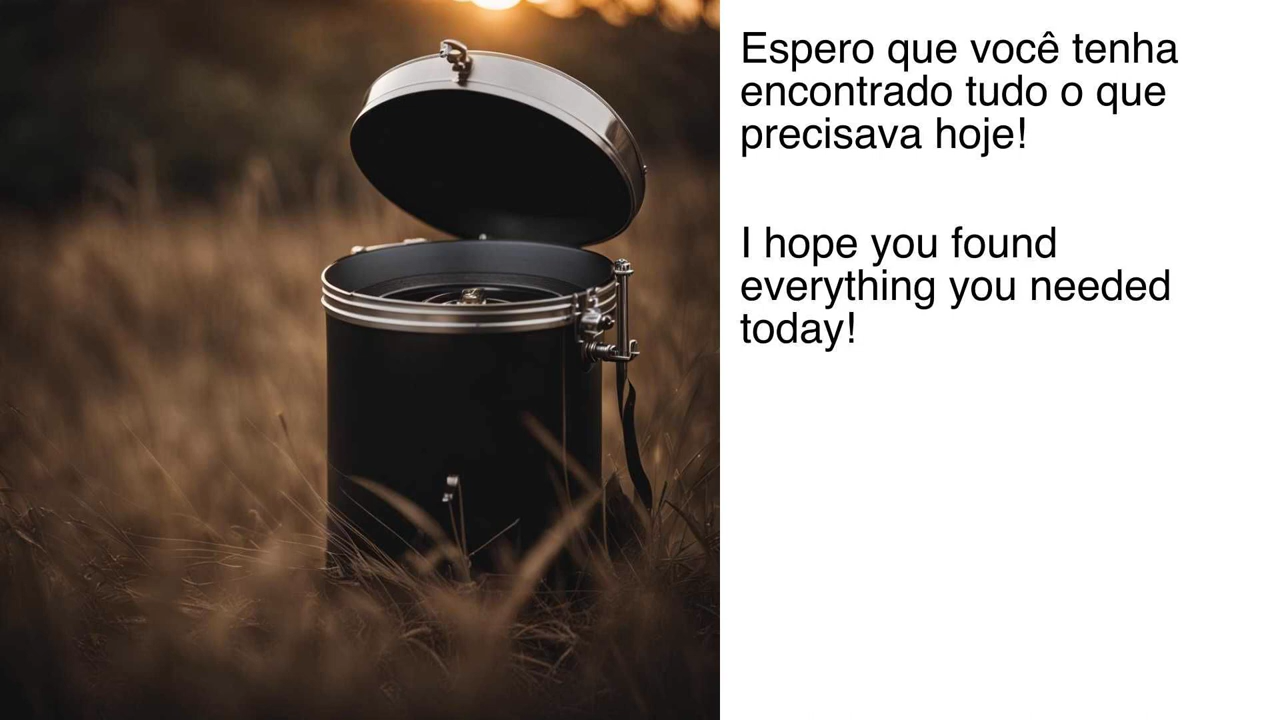 Espero que você tenha
encontrado tudo o que
precisava hoje!
I hope you found
everything you needed
today!